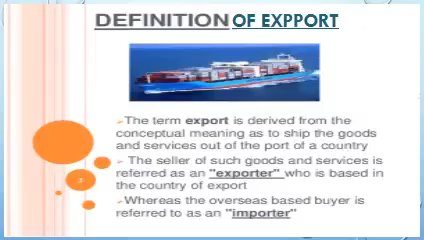 DEFINITION OF EXPPORT
➢The term export is derived from the
conceptual meaning as to ship the goods
and services out of the port of a country
➢ The seller of such goods and services is
referred to as an "exporter" who is based in
the country of export
➢Whereas the overseas based buyer is
referred to as an "importer"